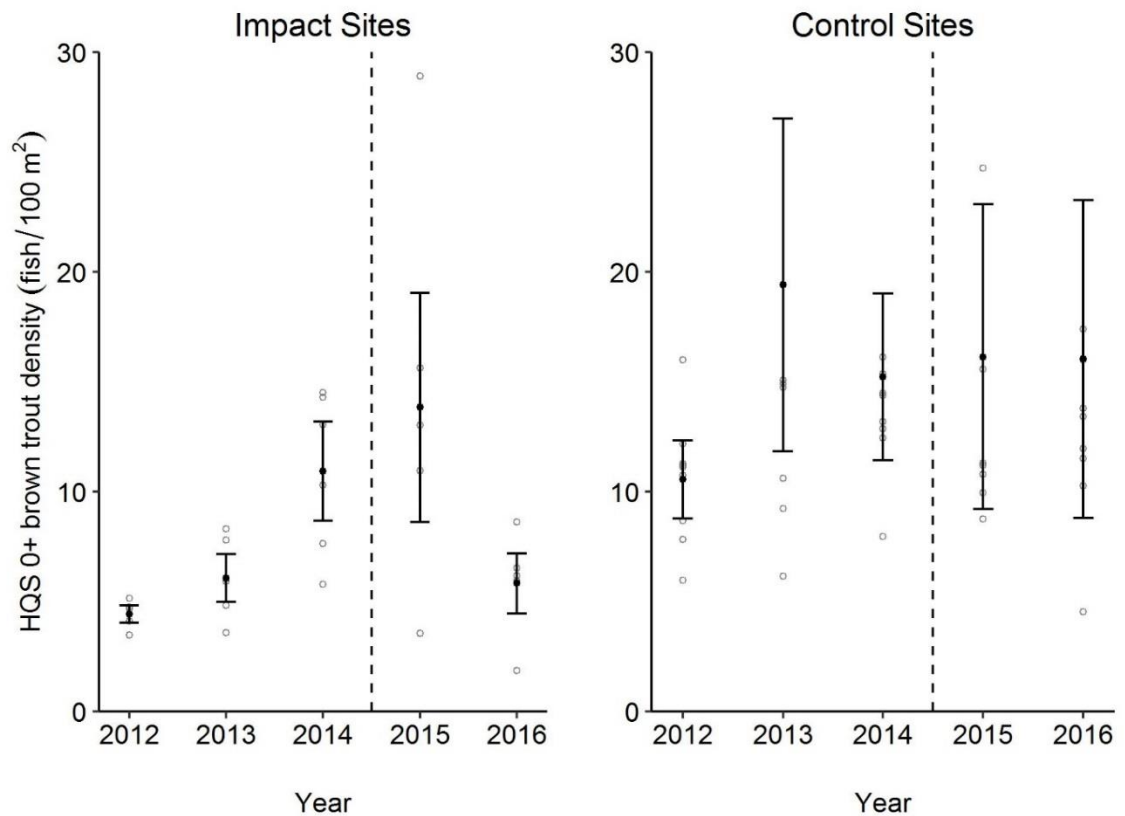 Impact Sites
Control Sites
HQS 0+ brown trout density (fish/100 m²)
30
20
10
0
2012 2013 2014 2015 2016
Year
30
20
10
0
2012 2013 2014 2015 2016
Year